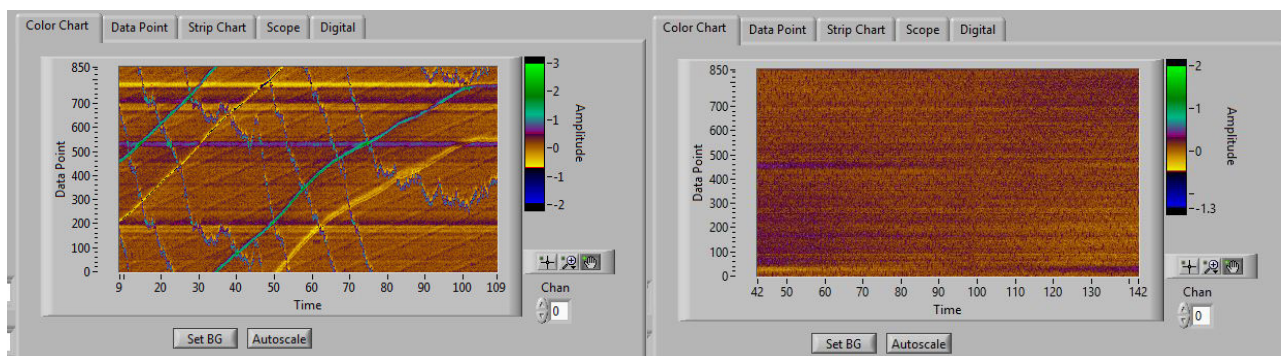 Color Chart Data Point Strip Chart Scope Digital
850
700
600
500
400
300
200
100
0
Data Point
9 20 30 40 50 60 70 80 90 100 109
Time
3
2
1
0
-1
-2
Amplitude
Chan
0
Set BG Autoscale
Color Chart Data Point Strip Chart Scope Digital
850
700
600
500
400
300
200
100
0
Data Point
42 50 60 70 80 90 100 110 120 130 142
Time
2
1
0
-1
-1.3
Amplitude
Chan
0
Set BG Autoscale